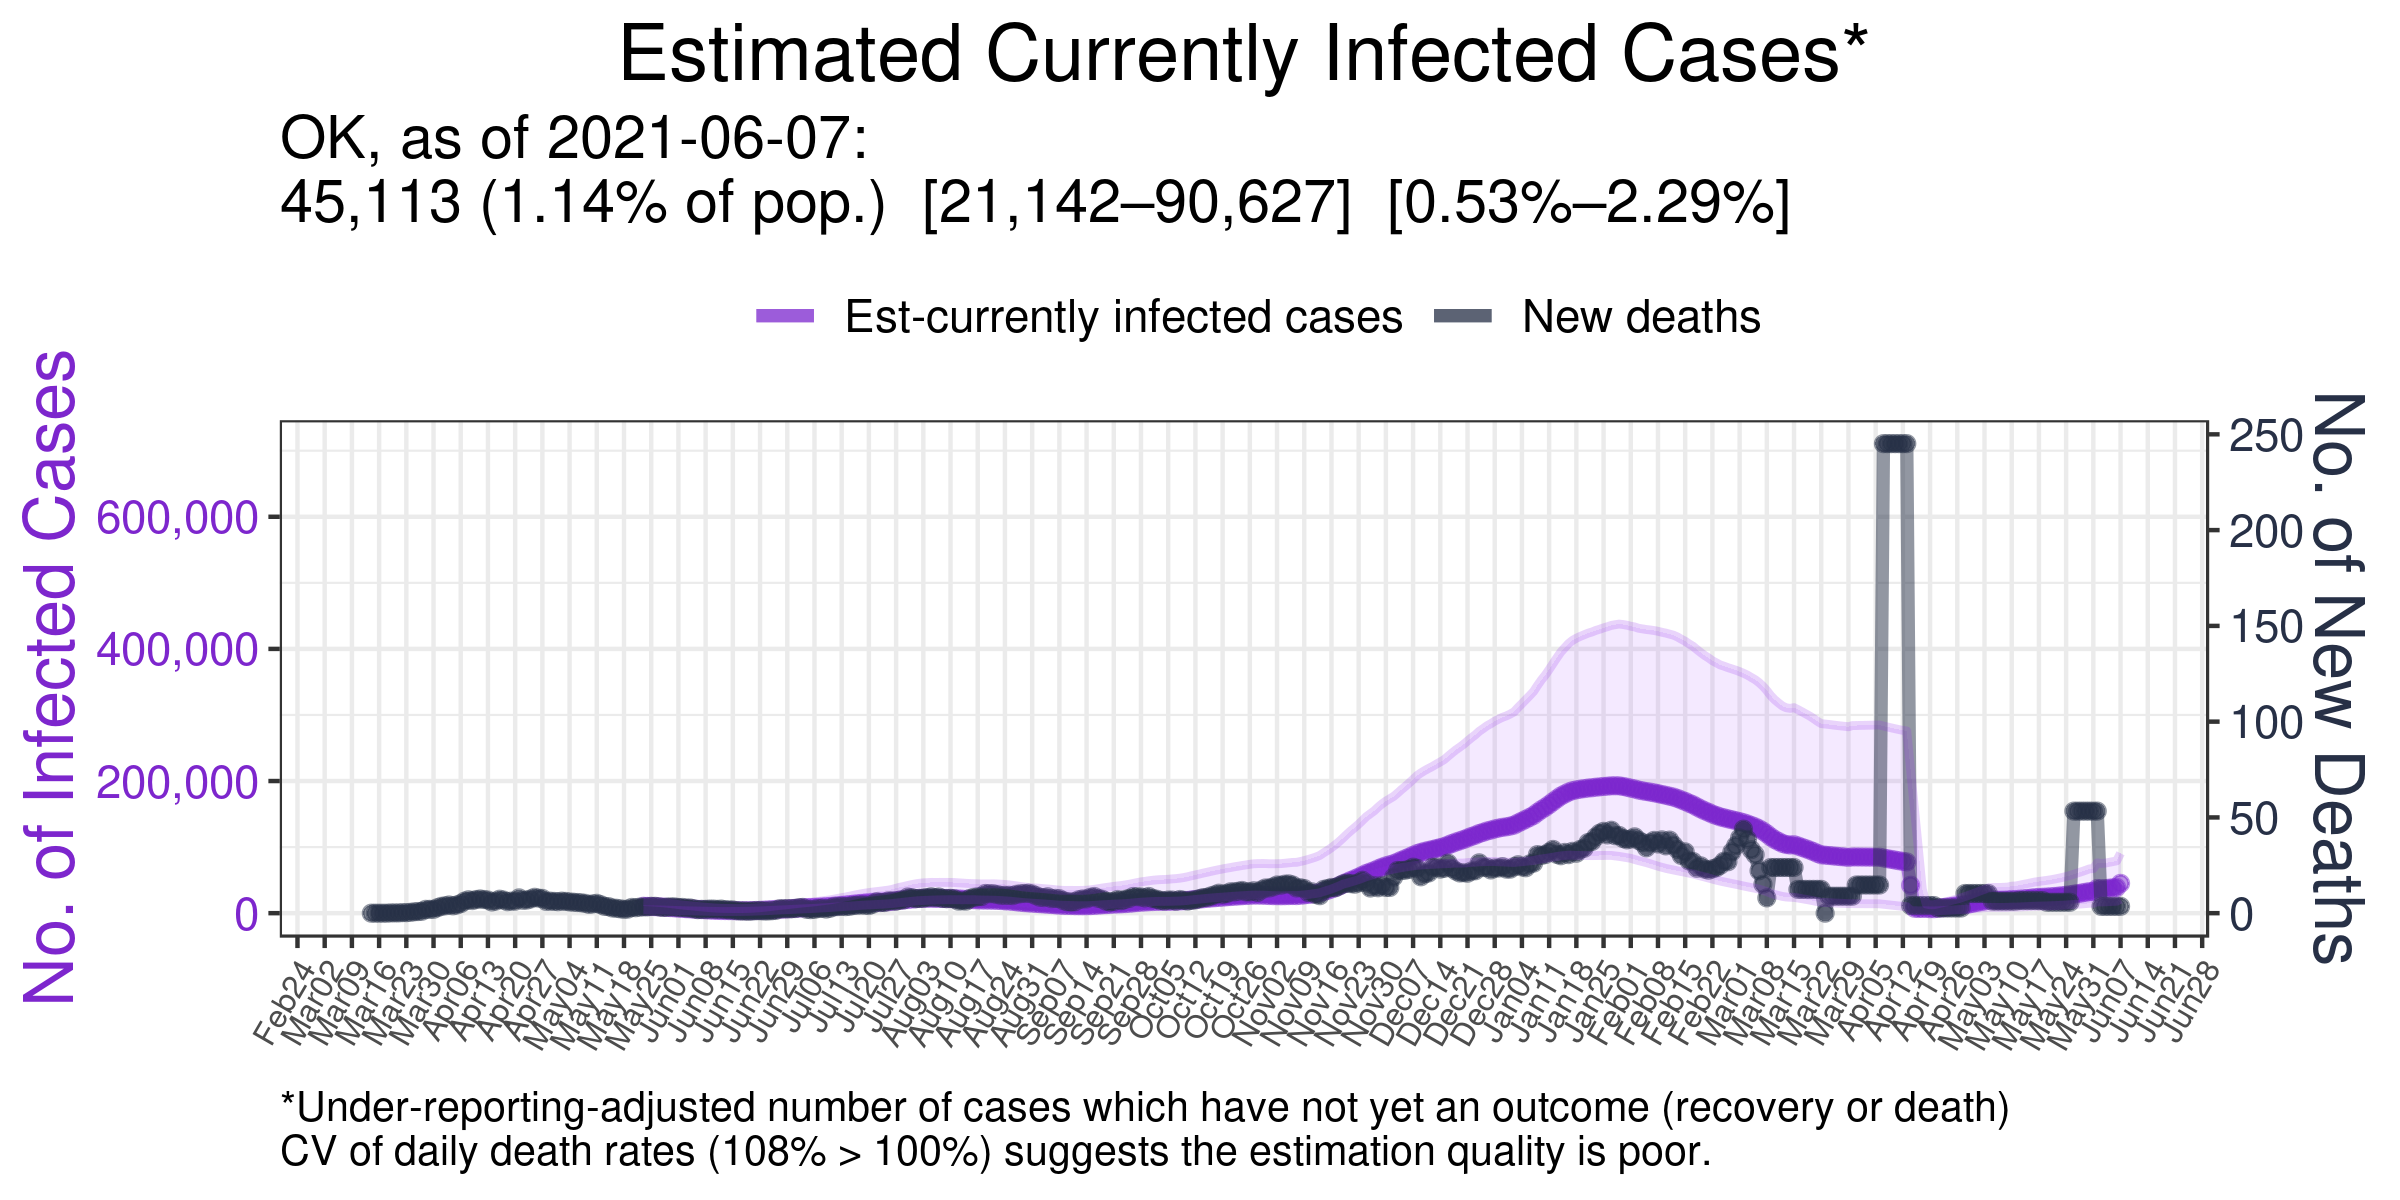 Estimated Currently Infected Cases*
OK, as of 2021-06-07:
45,113 (1.14% of pop.)  [21,142–90,627]  [0.53%–2.29%]
Est-currently infected cases
New deaths
No. of Infected Cases
600,000
400,000
200,000
0
250
200
150
100
50
0
No. of New Deaths
Feb24
Mar02
Mar09
Mar16
Mar23
Mar30
Apr06
Apr13
Apr20
Apr27
May04
May11
May18
May25
Jun01
Jun08
Jun15
Jun22
Jun29
Jul06
Jul13
Jul20
Jul27
Aug03
Aug10
Aug17
Aug24
Aug31
Sep07
Sep14
Sep21
Sep28
Oct05
Oct12
Oct19
Oct26
Nov02
Nov09
Nov16
Nov23
Nov30
Dec07
Dec14
Dec21
Dec28
Jan04
Jan11
Jan18
Jan25
Feb01
Feb08
Feb15
Feb22
Mar01
Mar08
Mar15
Mar22
Mar29
Apr05
Apr12
Apr19
Apr26
May03
May10
May17
May24
May31
Jun07
Jun14
Jun21
Jun28
*Under-reporting-adjusted number of cases which have not yet an outcome (recovery or death)
CV of daily death rates (108% > 100%) suggests the estimation quality is poor.